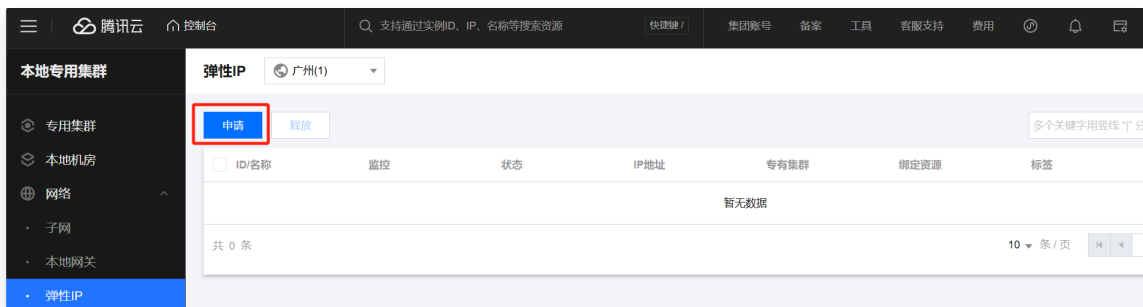 腾讯云 控制台 支持通过实例ID、IP、名称等搜索资源 快捷键 / 集团账号 备案 工具 客服支持 费用
本地专用集群 弹性IP 广州(1)
专用集群 申请 释放 多个关键字用竖线 "|" 分
本地机房 ID/名称 监控 状态 IP地址 专有集群 绑定资源 标签
网络 暂无数据
子网
本地网关 共 0 条 10 条 / 页
弹性IP